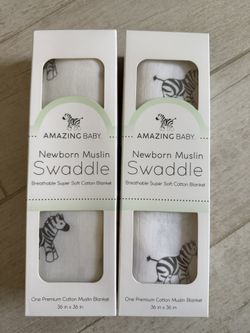 AMAZING BABY
Newborn Muslin
Swaddle
Breathable Super Soft Cotton Blanket
One Premium Cotton Muslin Blanket
36 in x 36 in
AMAZING BABY
Newborn Muslin
Swaddle
Breathable Super Soft Cotton Blanket
One Premium Cotton Muslin Blanket
36 in x 36 in